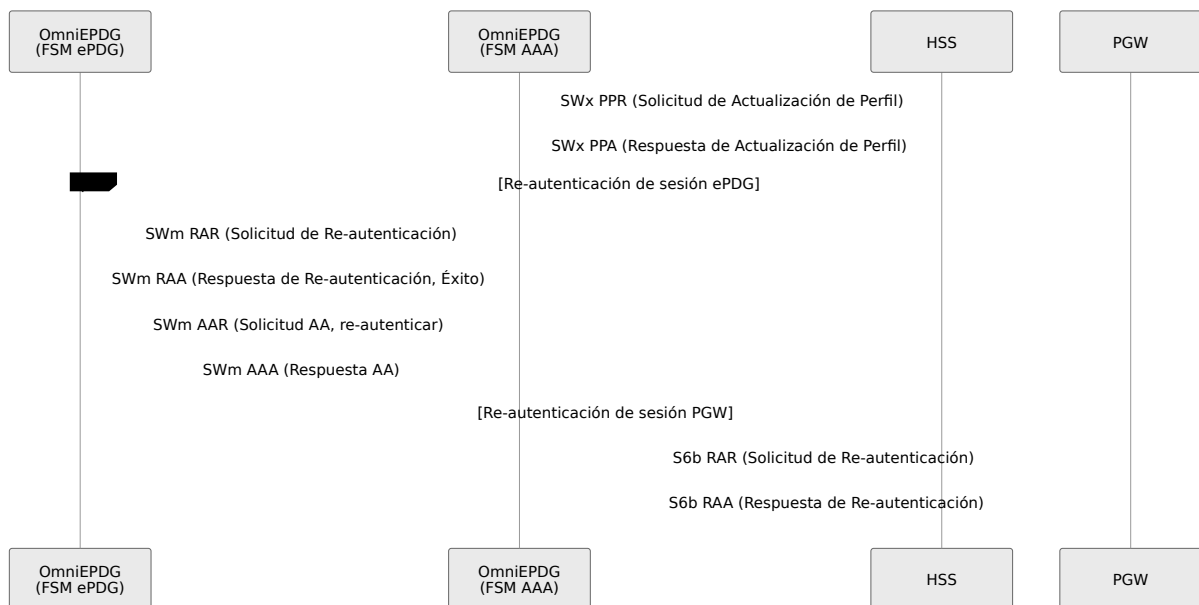 OmniEPDG
(FSM ePDG)
OmniEPDG
(FSM AAA)
HSS
PGW
SWx PPR (Solicitud de Actualización de Perfil)
SWx PPA (Respuesta de Actualización de Perfil)
[Re-autenticación de sesión ePDG]
SWm RAR (Solicitud de Re-autenticación)
SWm RAA (Respuesta de Re-autenticación, Éxito)
SWm AAR (Solicitud AA, re-autenticar)
SWm AAA (Respuesta AA)
[Re-autenticación de sesión PGW]
S6b RAR (Solicitud de Re-autenticación)
S6b RAA (Respuesta de Re-autenticación)
OmniEPDG
(FSM ePDG)
OmniEPDG
(FSM AAA)
HSS
PGW